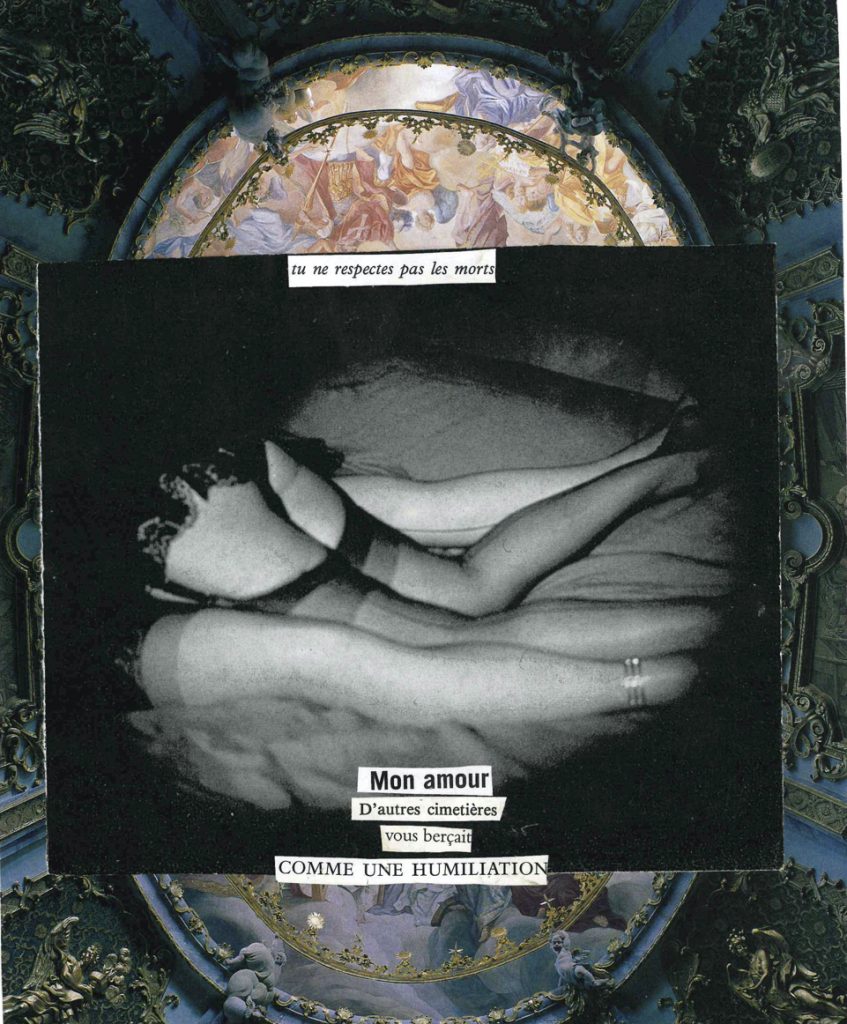 tu ne respectes pas les morts
Mon amour
D'autres cimetières
vous berçait
COMME UNE HUMILIATION